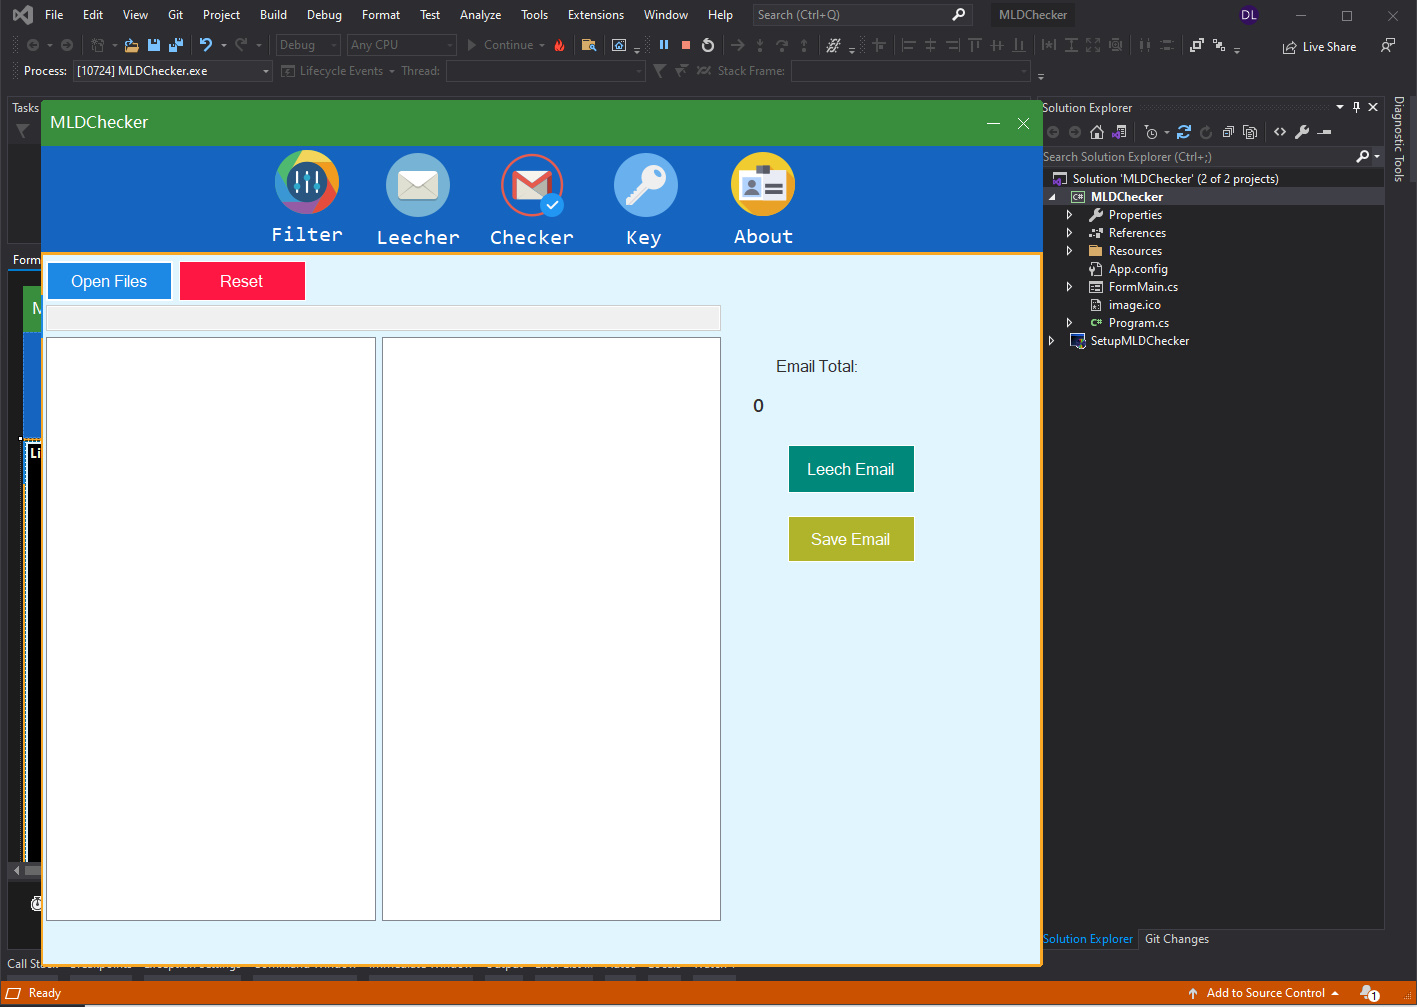 File Edit View Git Project Build Debug Format Test Analyze Tools Extensions Window Help Search (Ctrl+Q) MLDChecker DL
Debug Any CPU Continue Live Share
Process: [10724] MLDChecker.exe Lifecycle Events Thread: Stack Frame:
Tasks
MLDChecker
Filter Leecher Checker Key About
Form
Open Files Reset
M
Li
Email Total:
0
Leech Email
Save Email
Solution Explorer
Search Solution Explorer (Ctrl+;)
Solution 'MLDChecker' (2 of 2 projects)
C# MLDChecker
Properties
References
Resources
App.config
FormMain.cs
image.ico
C# Program.cs
SetupMLDChecker
Diagnostic Tools
Solution Explorer Git Changes
Call
Ready Add to Source Control 1